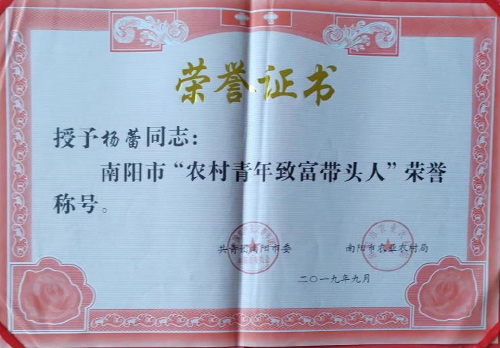 荣誉证书
授予杨蕾同志：
南阳市“农村青年致富带头人”荣誉
称号。
共青团南阳市委 南阳市农业农村局
二〇一九年九月